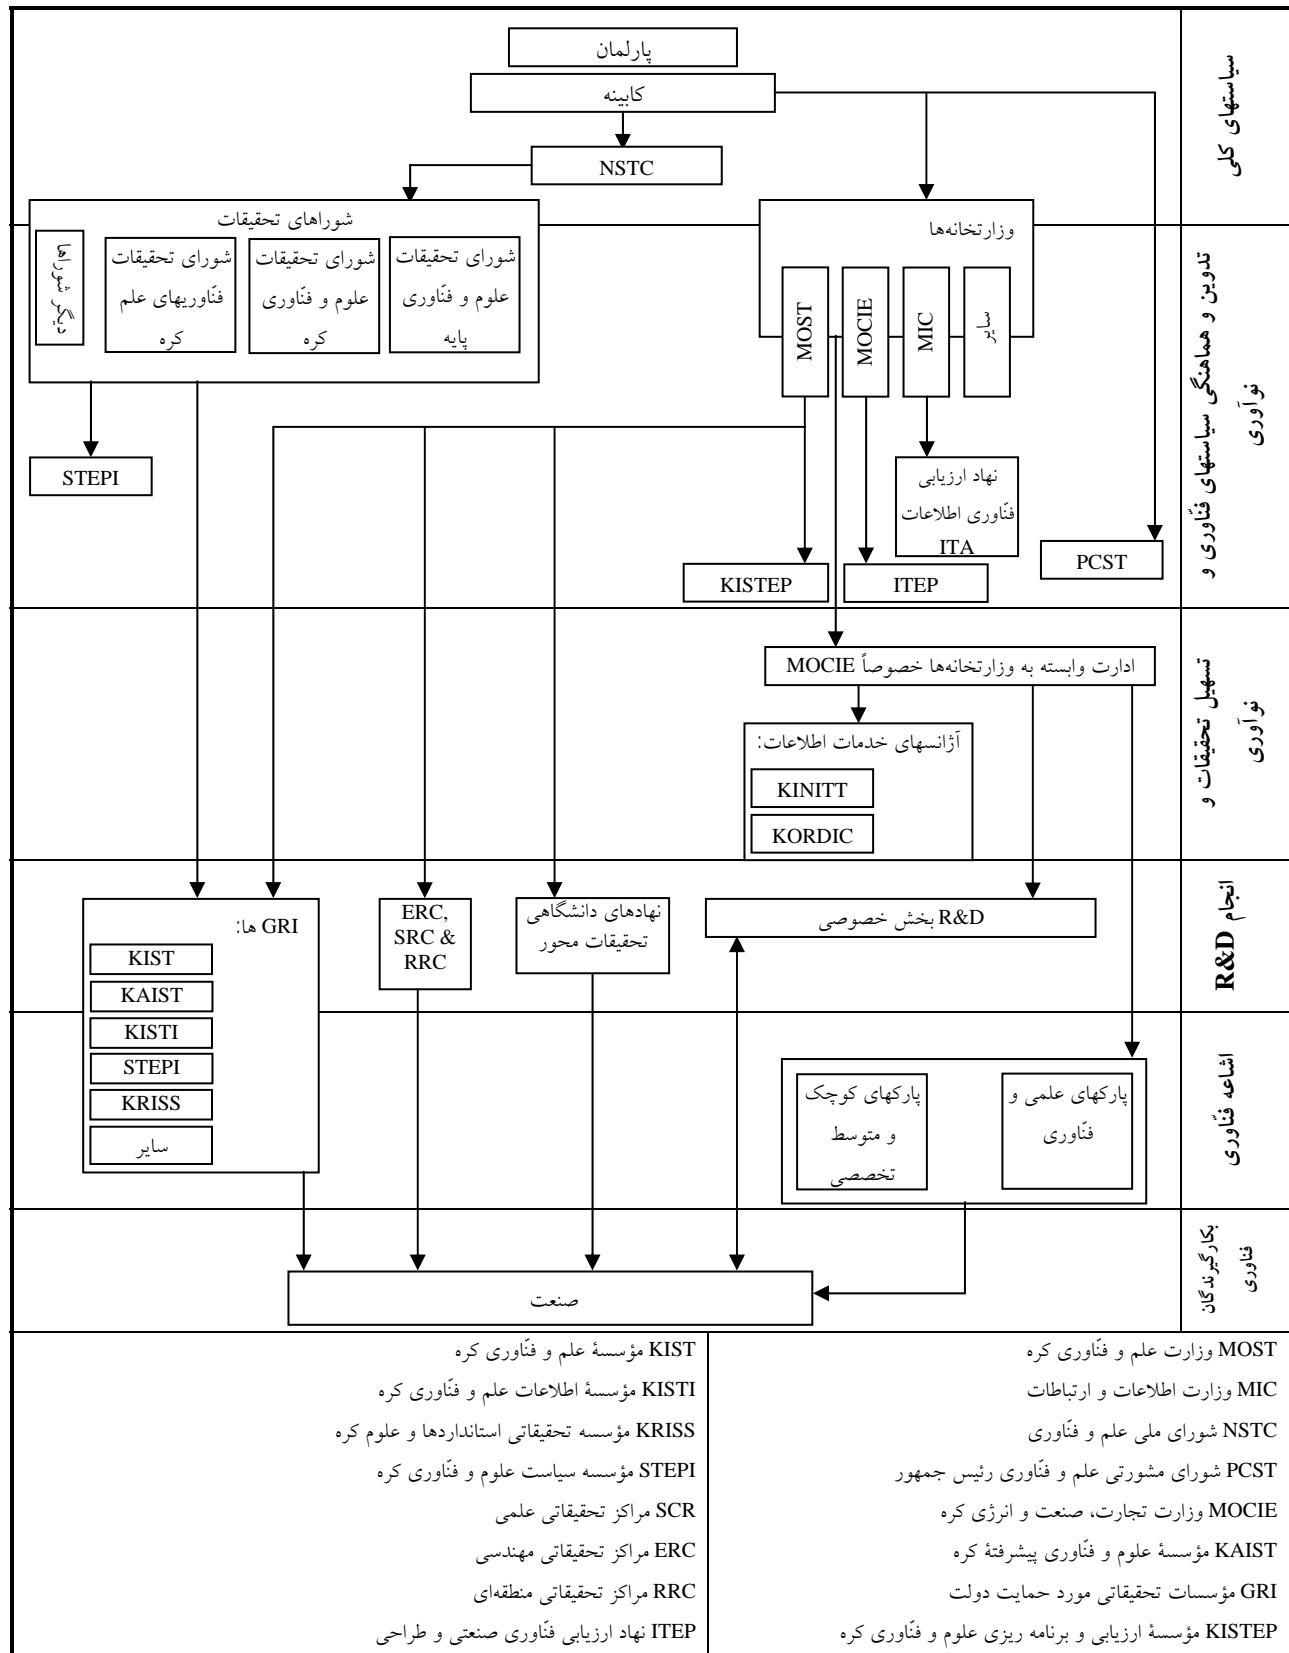 پارلمان
کابینه
NSTC
سیاستهای کلی
شوراهای تحقیقات
شورای تحقیقات
علوم و فنّاوری
پایه
شورای تحقیقات
علوم و فنّاوری
کره
شورای تحقیقات
فنّاوریهای علم
کره
دیگر شوراها
وزارتخانه‌ها
MOST
MOCIE
MIC
سایر
تدوین و هماهنگی سیاستهای فنّاوری و
نوآوری
STEPI
نهاد ارزیابی
فنّاوری اطلاعات
ITA
PCST
KISTEP
ITEP
ادارت وابسته به وزارتخانه‌ها خصوصاً MOCIE
تسهیل تحقیقات و
نوآوری
آژانسهای خدمات اطلاعات:
KINITT
KORDIC
انجام R&D
R&D بخش خصوصی
نهادهای دانشگاهی
تحقیقات محور
ERC,
SRC &
RRC
GRI ها:
KIST
KAIST
KISTI
STEPI
KRISS
سایر
اشاعه فنّاوری
پارکهای علمی و
فنّاوری
پارکهای کوچک
و متوسط
تخصصی
بکارگیرندگان
فناوری
صنعت
MOST وزارت علم و فنّاوری کره
MIC وزارت اطلاعات و ارتباطات
NSTC شورای ملی علم و فنّاوری
PCST شورای مشورتی علم و فنّاوری رئیس جمهور
MOCIE وزارت تجارت، صنعت و انرژی کره
KAIST مؤسسۀ علوم و فنّاوری پیشرفتۀ کره
GRI مؤسسات تحقیقاتی مورد حمایت دولت
KISTEP مؤسسۀ ارزیابی و برنامه ریزی علوم و فنّاوری کره
KIST مؤسسۀ علم و فنّاوری کره
KISTI مؤسسۀ اطلاعات علم و فنّاوری کره
KRISS مؤسسه تحقیقاتی استانداردها و علوم کره
STEPI مؤسسه سیاست علوم و فنّاوری کره
SCR مراکز تحقیقاتی علمی
ERC مراکز تحقیقاتی مهندسی
RRC مراکز تحقیقاتی منطقه‌ای
ITEP نهاد ارزیابی فنّاوری صنعتی و طراحی